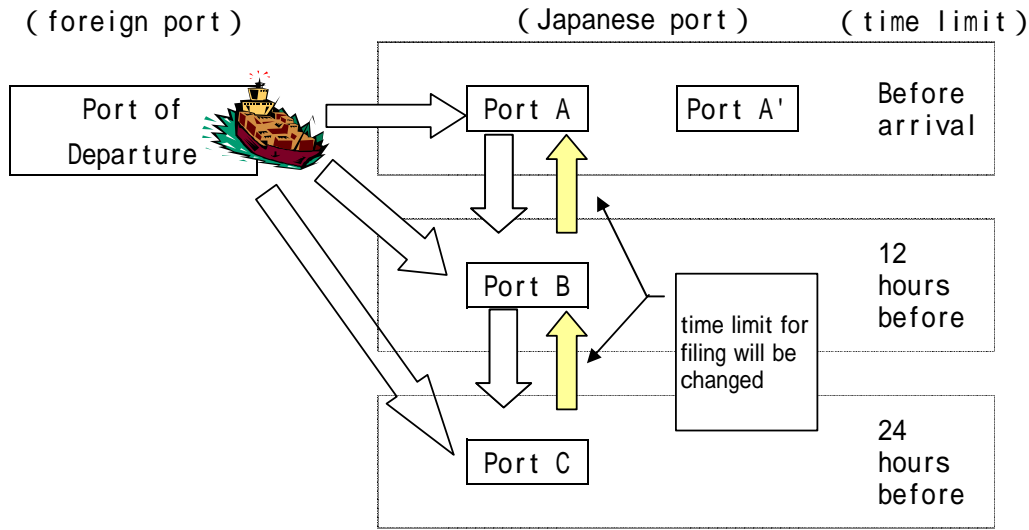 (foreign port)
(Japanese port)
(time limit)
Port of
Departure
Port A
Port A'
Before
arrival
Port B
12
hours
before
time limit for
filing will be
changed
Port C
24
hours
before